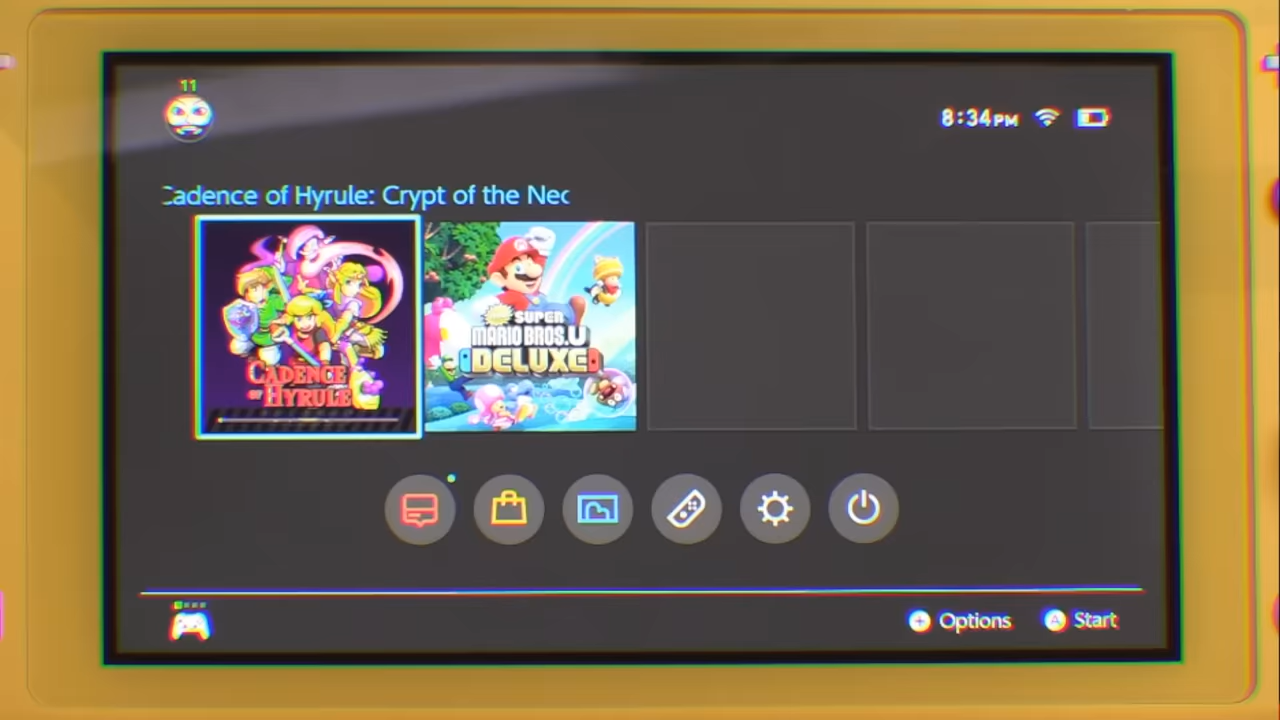 11
8:34PM
Cadence of Hyrule: Crypt of the Nec
CADENCE
OF HYRULE
NEW
SUPER
MARIO BROS. U
DELUXE
+ Options
A Start